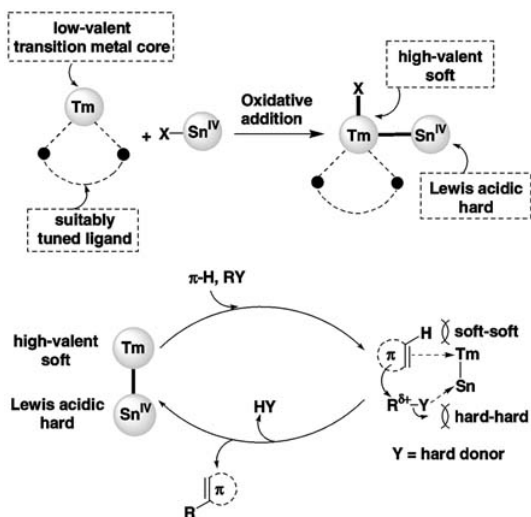 low-valent
transition metal core
Tm
suitably
tuned ligand
+ X–Sn^IV
Oxidative
addition
high-valent
soft
X
Tm
Sn^IV
Lewis acidic
hard
π-H, RY
high-valent
soft
Tm
Lewis acidic
hard
Sn^IV
HY
R
π
π
H
soft-soft
Tm
Sn
R^δ+–Y
hard-hard
Y = hard donor